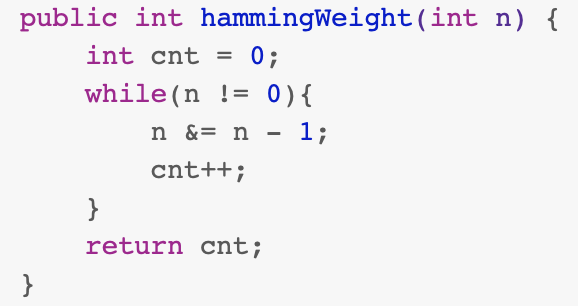 public int hammingWeight(int n) {
    int cnt = 0;
    while(n != 0){
        n &= n - 1;
        cnt++;
    }
    return cnt;
}